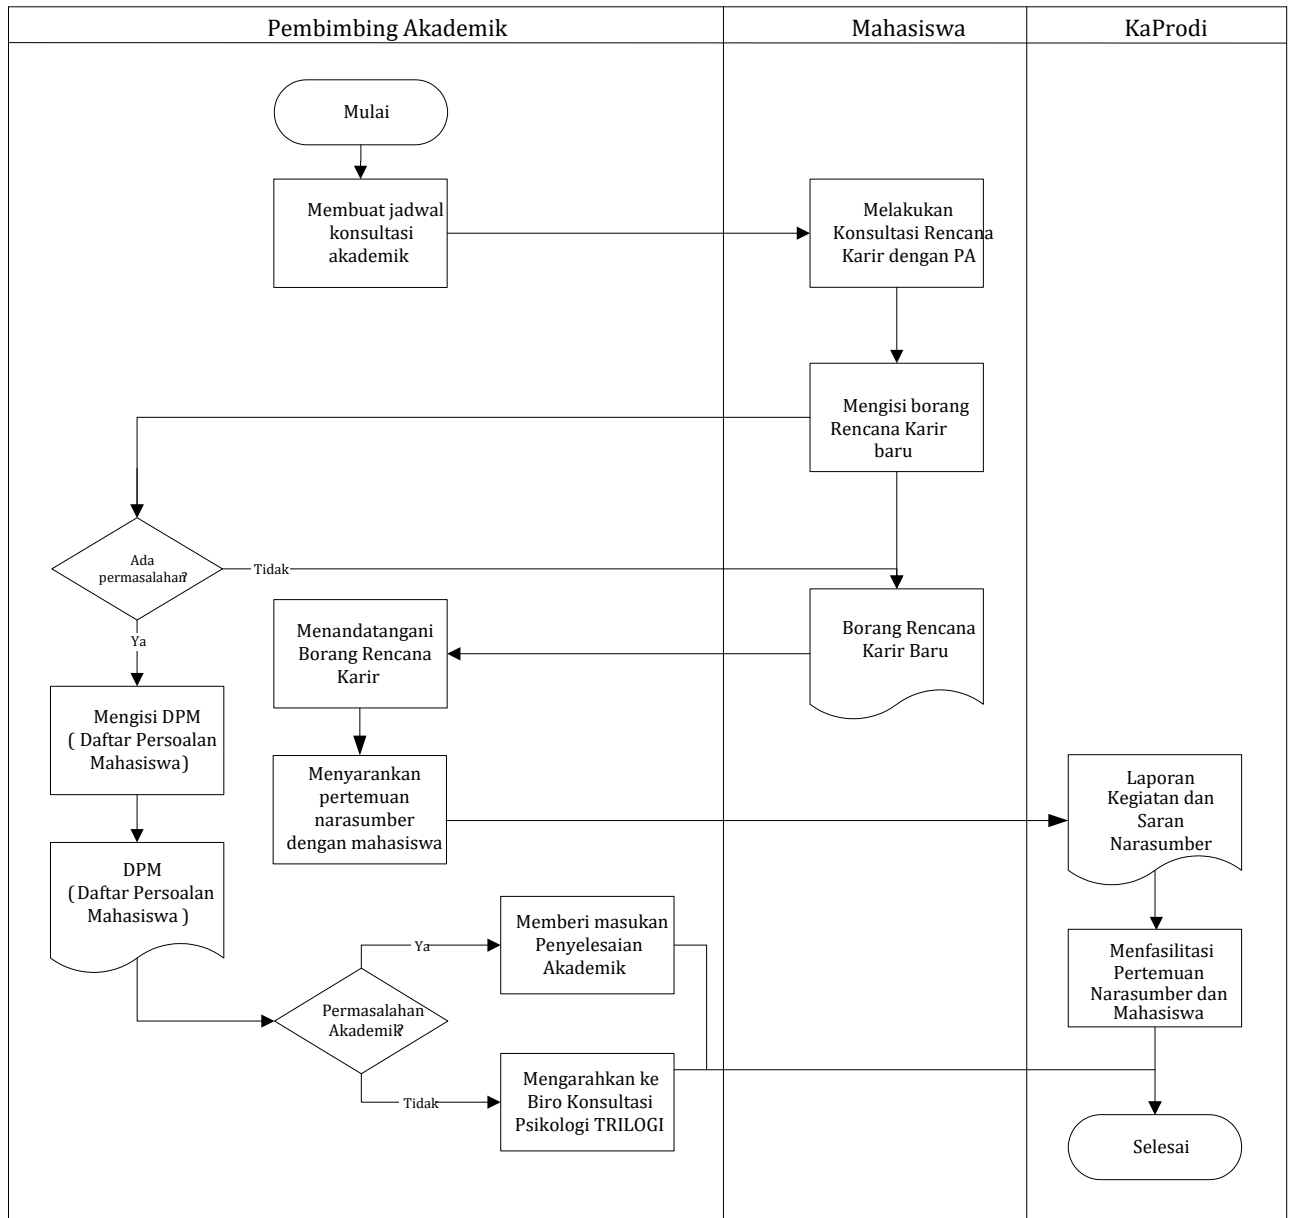 Pembimbing Akademik
Mahasiswa
KaProdi
Mulai
Membuat jadwal
konsultasi
akademik
Melakukan
Konsultasi Rencana
Karir dengan PA
Mengisi borang
Rencana Karir
baru
Ada
permasalahan?
Tidak
Ya
Menandatangani
Borang Rencana
Karir
Borang Rencana
Karir Baru
Mengisi DPM
( Daftar Persoalan
Mahasiswa)
Menyarankan
pertemuan
narasumber
dengan mahasiswa
Laporan
Kegiatan dan
Saran
Narasumber
DPM
(Daftar Persoalan
Mahasiswa )
Ya
Memberi masukan
Penyelesaian
Akademik
Menfasilitasi
Pertemuan
Narasumber dan
Mahasiswa
Permasalahan
Akademik?
Tidak
Mengarahkan ke
Biro Konsultasi
Psikologi TRILOGI
Selesai